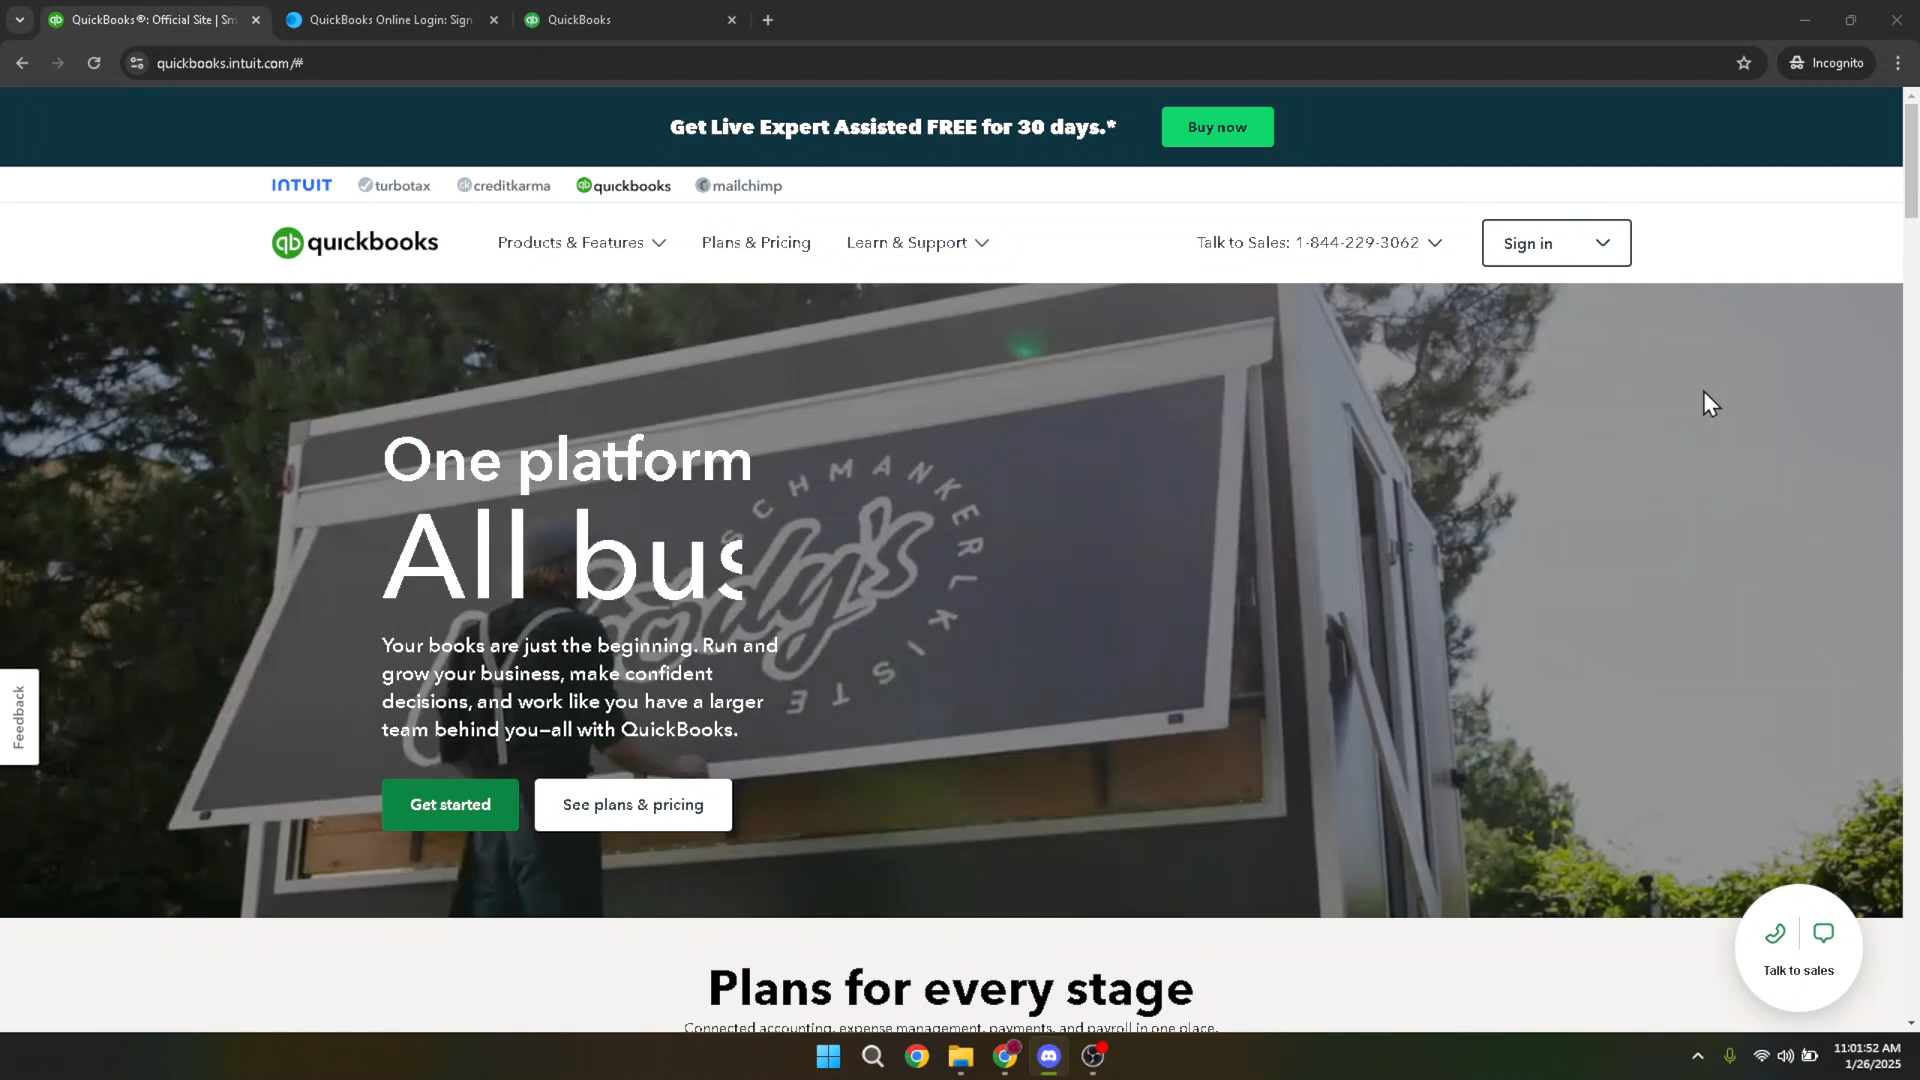 QuickBooks®: Official Site | Sm
QuickBooks Online Login: Sign
QuickBooks
quickbooks.intuit.com/#
Incognito
Get Live Expert Assisted FREE for 30 days.*
Buy now
INTUIT
turbotax
ck creditkarma
qb quickbooks
mailchimp
qb quickbooks
Products & Features
Plans & Pricing
Learn & Support
Talk to Sales: 1-844-229-3062
Sign in
One platform
All bus
SCHMANKERLKISTE
Your books are just the beginning. Run and
grow your business, make confident
decisions, and work like you have a larger
team behind you—all with QuickBooks.
Feedback
Get started
See plans & pricing
Talk to sales
Plans for every stage
Connected accounting, expense management, payments, and payroll in one place.
11:01:52 AM
1/26/2025